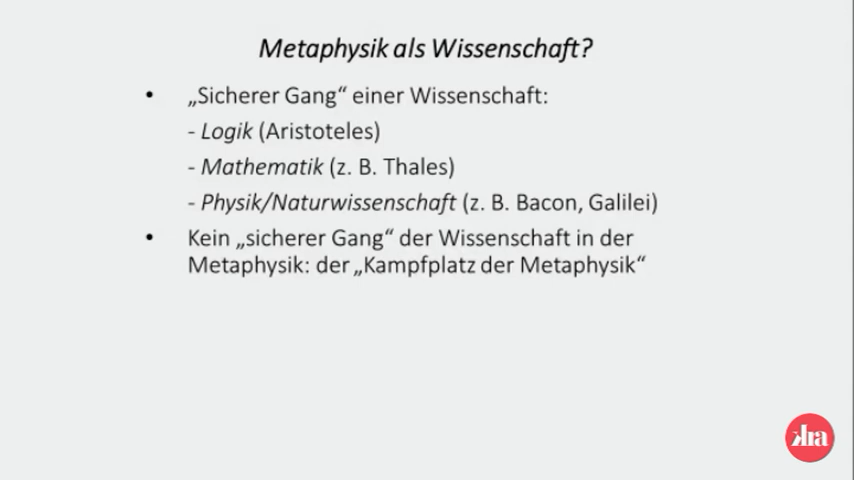 Metaphysik als Wissenschaft?
• „Sicherer Gang“ einer Wissenschaft:
- Logik (Aristoteles)
- Mathematik (z. B. Thales)
- Physik/Naturwissenschaft (z. B. Bacon, Galilei)
• Kein „sicherer Gang“ der Wissenschaft in der
Metaphysik: der „Kampfplatz der Metaphysik“